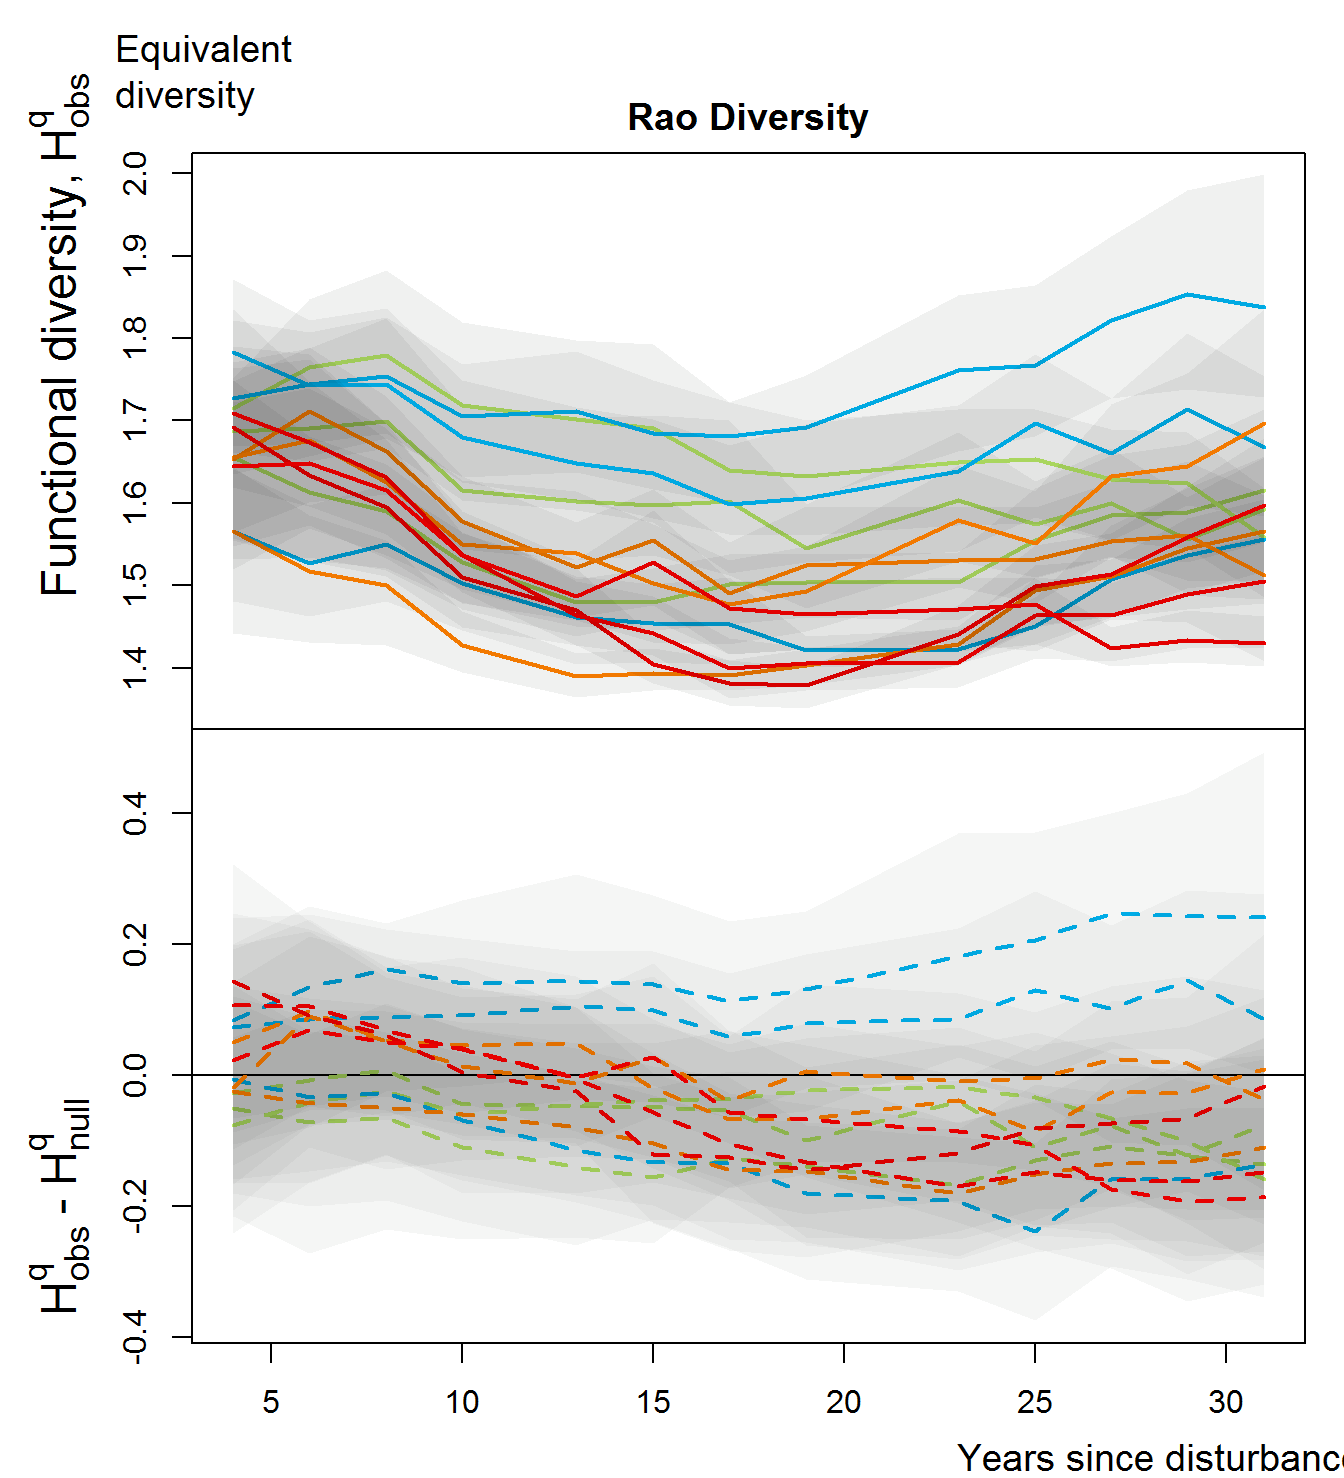 Equivalent
diversity
Rao Diversity
Functional diversity, H^q_obs
2.0
1.9
1.8
1.7
1.6
1.5
1.4
H^q_obs - H^q_null
0.4
0.2
0.0
-0.2
-0.4
5 10 15 20 25 30
Years since disturbanc